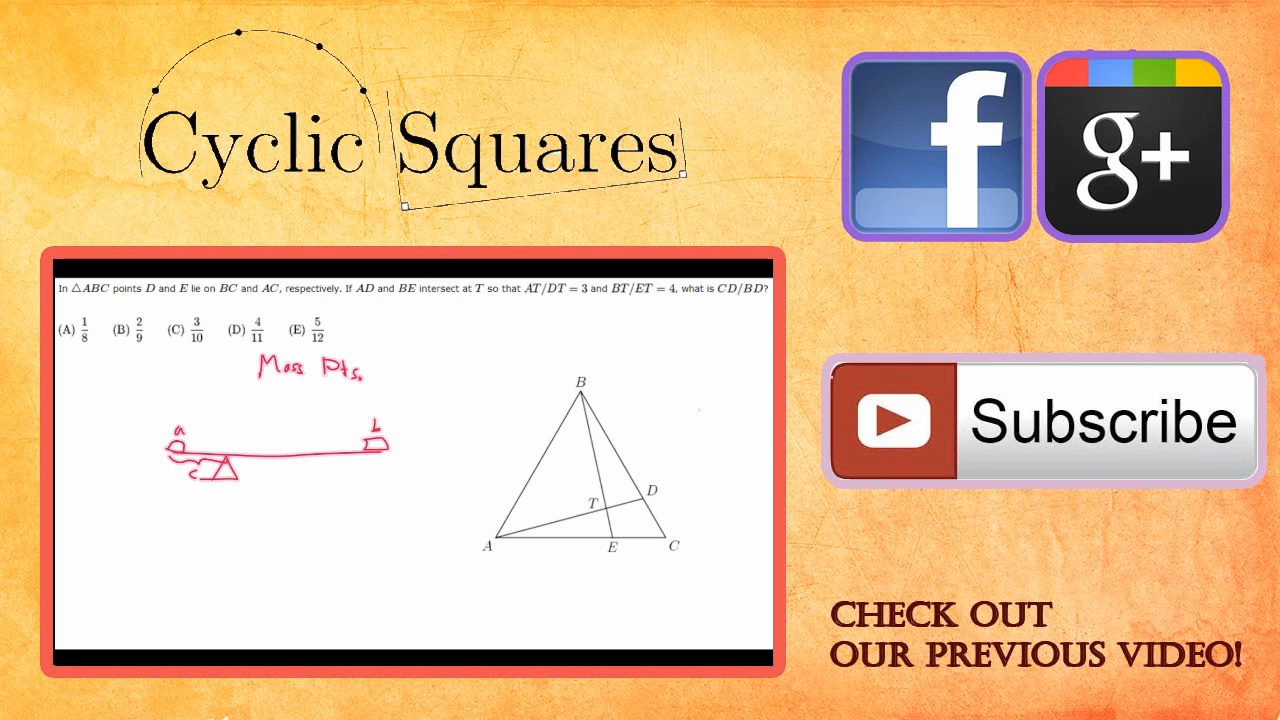 Cyclic Squares
f
g+
In △ABC points D and E lie on BC and AC, respectively. If AD and BE intersect at T so that AT/DT = 3 and BT/ET = 4, what is CD/BD?
(A) 1/8 (B) 2/9 (C) 3/10 (D) 4/11 (E) 5/12
Mass Pts.
a b
c
B
D
T
A E C
Subscribe
CHECK OUT
OUR PREVIOUS VIDEO!